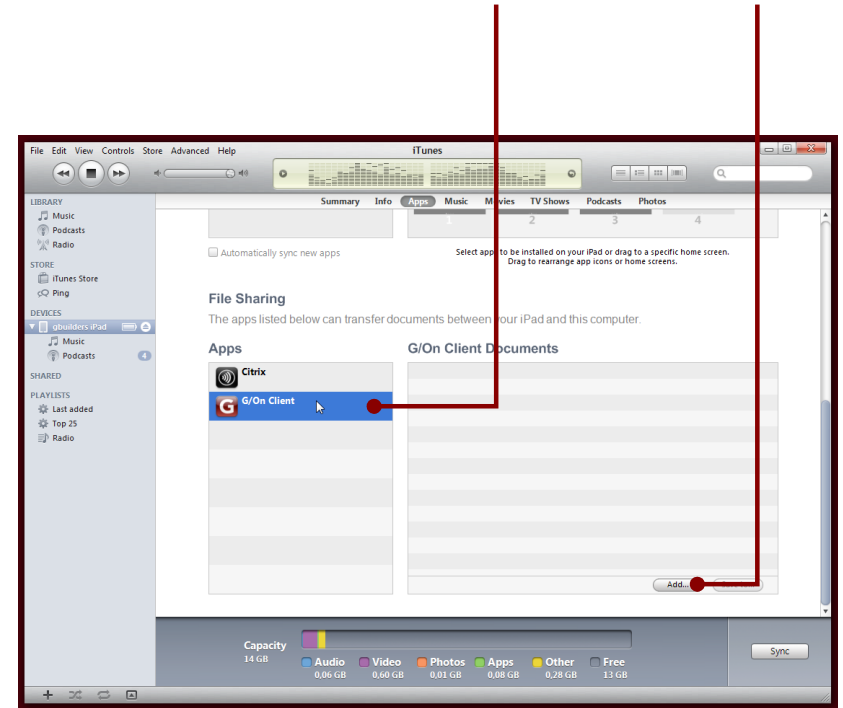 File Edit View Controls Store Advanced Help
iTunes
LIBRARY
Music
Podcasts
Radio
STORE
iTunes Store
Ping
DEVICES
gbuilders iPad
Music
Podcasts 4
SHARED
PLAYLISTS
Last added
Top 25
Radio
Summary Info Apps Music Movies TV Shows Podcasts Photos
1 2 3 4
Automatically sync new apps
Select apps to be installed on your iPad or drag to a specific home screen.
Drag to rearrange app icons or home screens.
File Sharing
The apps listed below can transfer documents between your iPad and this computer.
Apps
G/On Client Documents
Citrix
G/On Client
Add...
Capacity
14 GB
Audio Video Photos Apps Other Free
0,06 GB 0,60 GB 0,01 GB 0,08 GB 0,28 GB 13 GB
Sync